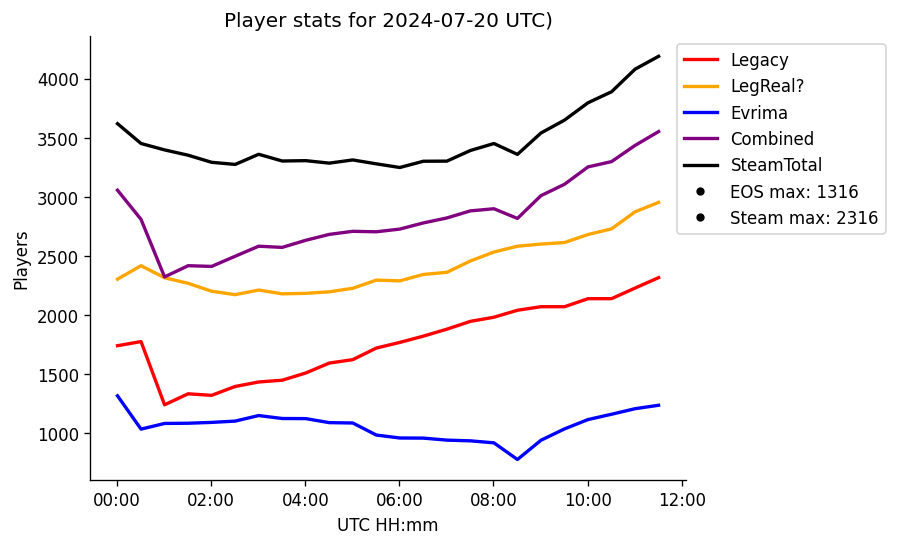 Player stats for 2024-07-20 UTC)
Legacy
LegReal?
Evrima
Combined
SteamTotal
EOS max: 1316
Steam max: 2316
Players
4000
3500
3000
2500
2000
1500
1000
00:00 02:00 04:00 06:00 08:00 10:00 12:00
UTC HH:mm